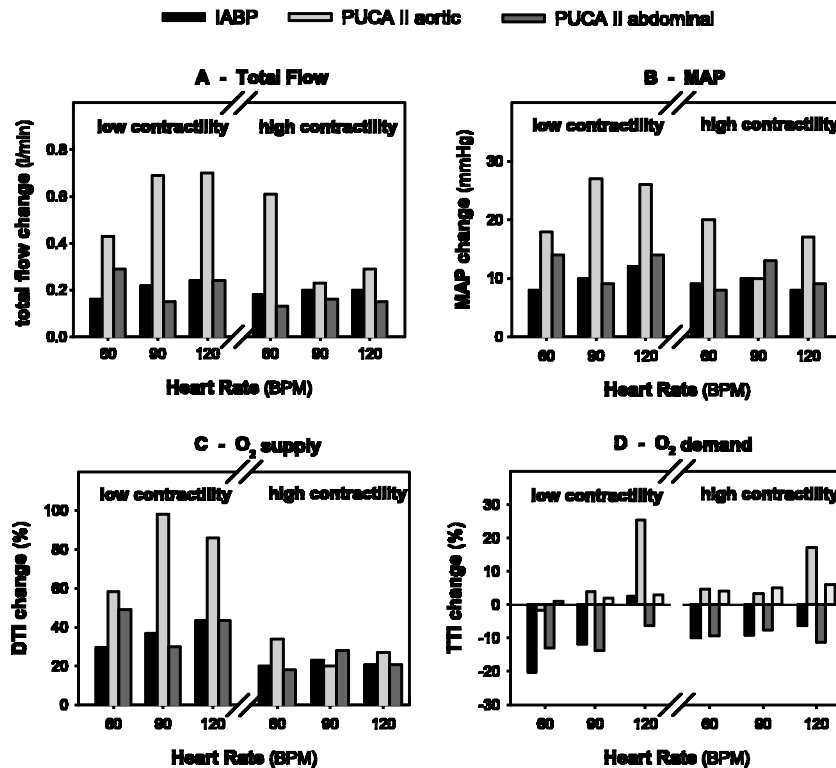 IABP PUCA II aortic PUCA II abdominal
A - Total Flow
low contractility high contractility
total flow change (l/min)
0.8
0.6
0.4
0.2
0.0
60 90 120 60 90 120
Heart Rate (BPM)
B - MAP
low contractility high contractility
MAP change (mmHg)
30
20
10
0
60 90 120 60 90 120
Heart Rate (BPM)
C - O₂ supply
low contractility high contractility
DTI change (%)
100
80
60
40
20
0
60 90 120 60 90 120
Heart Rate (BPM)
D - O₂ demand
low contractility high contractility
TTI change (%)
30
20
10
0
-10
-20
-30
60 90 120 60 90 120
Heart Rate (BPM)